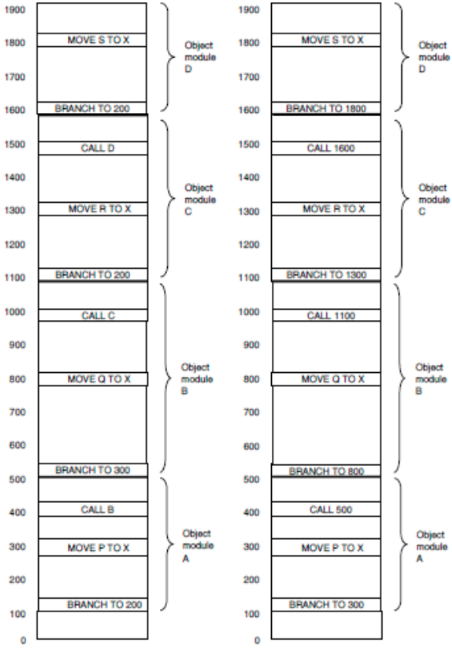 1900
1800 MOVE S TO X
Object
module
D
1700
1600 BRANCH TO 200
1500 CALL D
1400
Object
module
C
1300 MOVE R TO X
1200
1100 BRANCH TO 200
1000 CALL C
900
Object
module
B
800 MOVE Q TO X
700
600
500 BRANCH TO 300
400 CALL B
300 MOVE P TO X
Object
module
A
200
100 BRANCH TO 200
0
1900
1800 MOVE S TO X
Object
module
D
1700
1600 BRANCH TO 1800
1500 CALL 1600
1400
Object
module
C
1300 MOVE R TO X
1200
1100 BRANCH TO 1300
1000 CALL 1100
900
Object
module
B
800 MOVE Q TO X
700
600
500 BRANCH TO 800
400 CALL 500
300 MOVE P TO X
Object
module
A
200
100 BRANCH TO 300
0